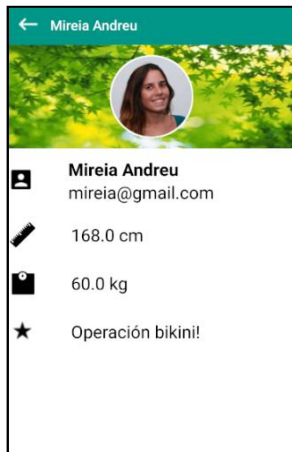 Mireia Andreu
Mireia Andreu
mireia@gmail.com
168.0 cm
60.0 kg
Operación bikini!